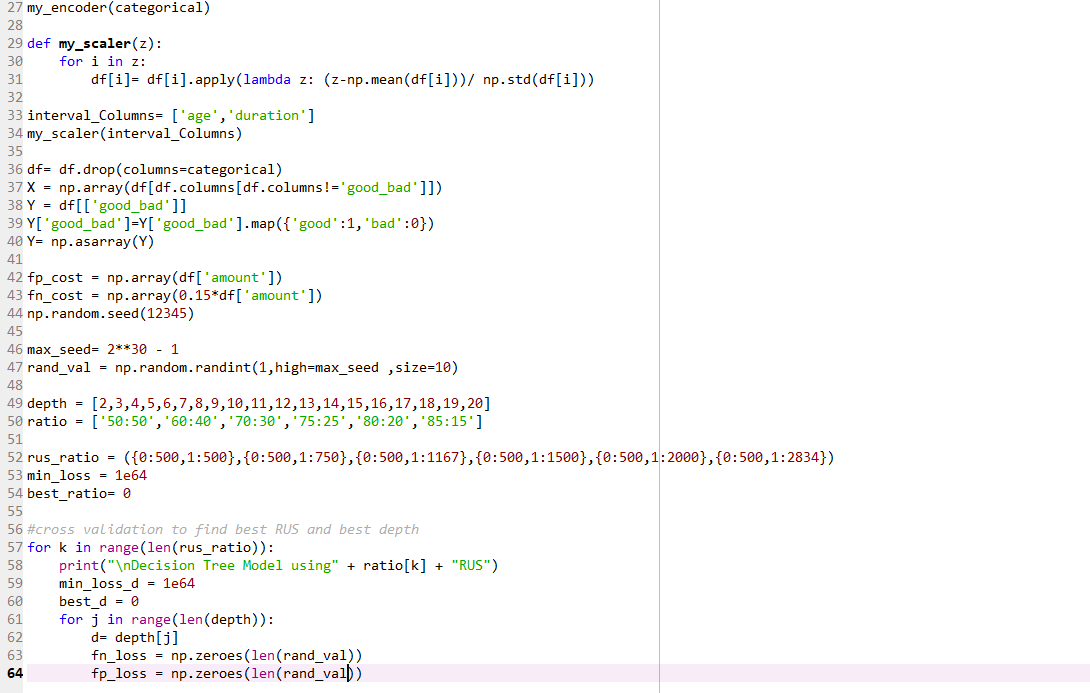 27 my_encoder(categorical)
28
29 def my_scaler(z):
30     for i in z:
31         df[i]= df[i].apply(lambda z: (z-np.mean(df[i]))/ np.std(df[i]))
32
33 interval_Columns= ['age','duration']
34 my_scaler(interval_Columns)
35
36 df= df.drop(columns=categorical)
37 X = np.array(df[df.columns[df.columns!='good_bad']])
38 Y = df[['good_bad']]
39 Y['good_bad']=Y['good_bad'].map({'good':1,'bad':0})
40 Y= np.asarray(Y)
41
42 fp_cost = np.array(df['amount'])
43 fn_cost = np.array(0.15*df['amount'])
44 np.random.seed(12345)
45
46 max_seed= 2**30 - 1
47 rand_val = np.random.randint(1,high=max_seed ,size=10)
48
49 depth = [2,3,4,5,6,7,8,9,10,11,12,13,14,15,16,17,18,19,20]
50 ratio = ['50:50','60:40','70:30','75:25','80:20','85:15']
51
52 rus_ratio = ({0:500,1:500},{0:500,1:750},{0:500,1:1167},{0:500,1:1500},{0:500,1:2000},{0:500,1:2834})
53 min_loss = 1e64
54 best_ratio= 0
55
56 #cross validation to find best RUS and best depth
57 for k in range(len(rus_ratio)):
58     print("\nDecision Tree Model using" + ratio[k] + "RUS")
59     min_loss_d = 1e64
60     best_d = 0
61     for j in range(len(depth)):
62         d= depth[j]
63         fn_loss = np.zeroes(len(rand_val))
64         fp_loss = np.zeroes(len(rand_val))